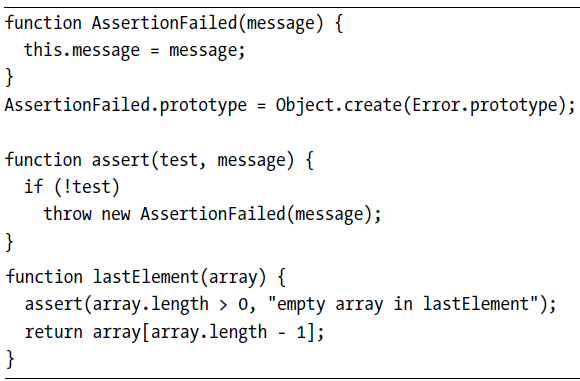 function AssertionFailed(message) {
  this.message = message;
}
AssertionFailed.prototype = Object.create(Error.prototype);

function assert(test, message) {
  if (!test)
    throw new AssertionFailed(message);
}
function lastElement(array) {
  assert(array.length > 0, "empty array in lastElement");
  return array[array.length - 1];
}